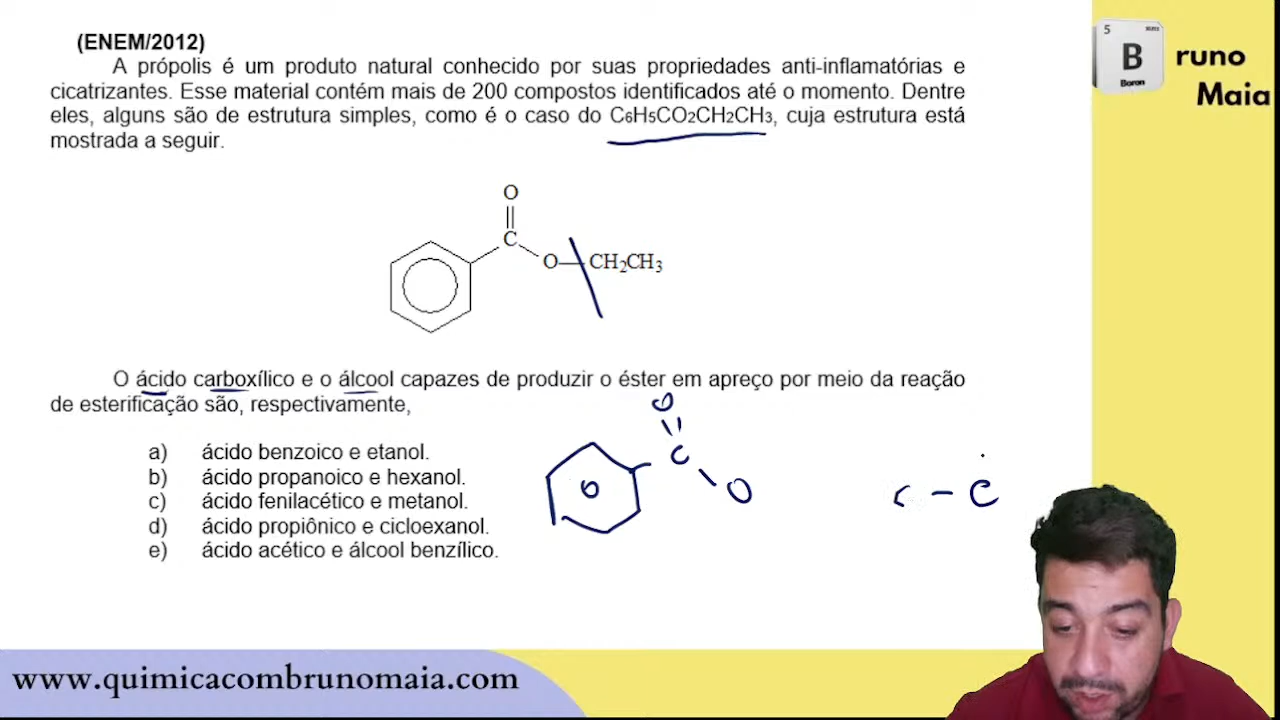 (ENEM/2012)
A própolis é um produto natural conhecido por suas propriedades anti-inflamatórias e
cicatrizantes. Esse material contém mais de 200 compostos identificados até o momento. Dentre
eles, alguns são de estrutura simples, como é o caso do C₆H₅CO₂CH₂CH₃, cuja estrutura está
mostrada a seguir.
O
C
O—CH₂CH₃
O ácido carboxílico e o álcool capazes de produzir o éster em apreço por meio da reação
de esterificação são, respectivamente,
a) ácido benzoico e etanol.
b) ácido propanoico e hexanol.
c) ácido fenilacético e metanol.
d) ácido propiônico e cicloexanol.
e) ácido acético e álcool benzílico.
O
C
O
C - C
5
B
Boron
runo
Maia
www.quimicacombrunomaia.com